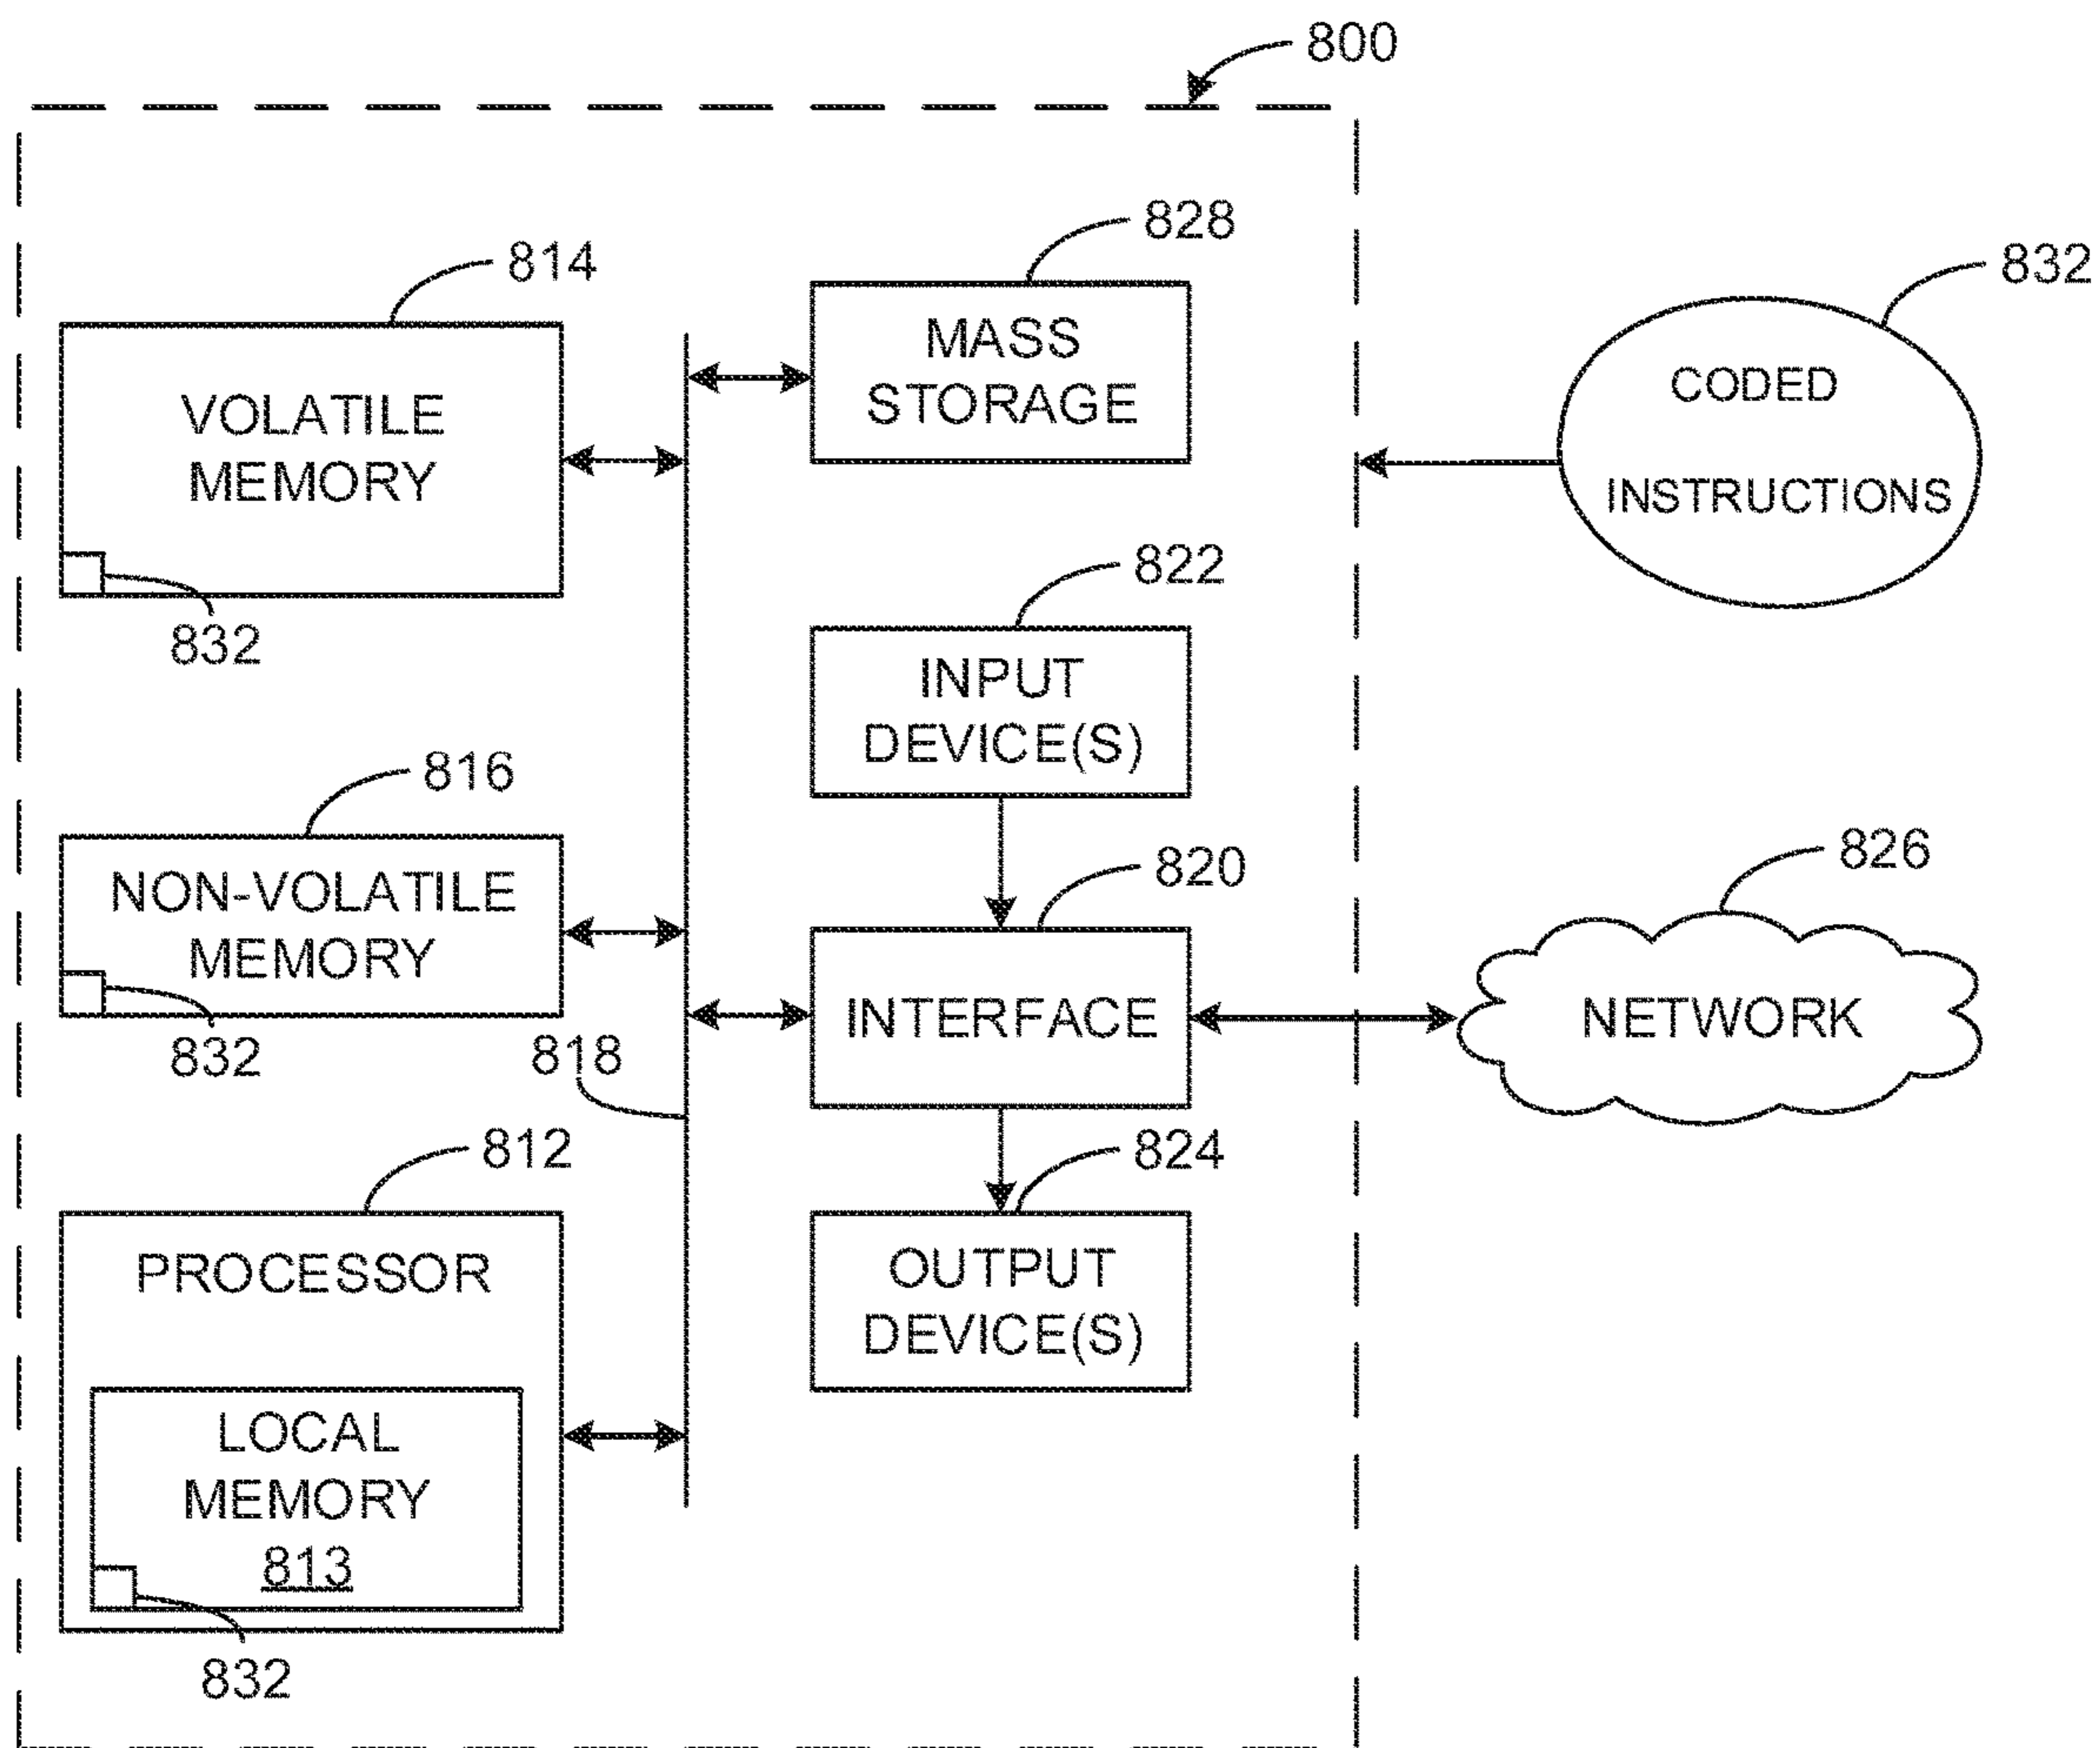 800
828
814
832
MASS
STORAGE
VOLATILE
MEMORY
CODED
INSTRUCTIONS
832
822
INPUT
DEVICE(S)
816
820
826
NON-VOLATILE
MEMORY
832
818
INTERFACE
NETWORK
812
824
PROCESSOR
OUTPUT
DEVICE(S)
LOCAL
MEMORY
813
832